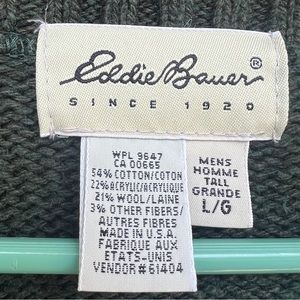 Eddie Bauer®
SINCE 1920
WPL 9647
CA 00665
54% COTTON/COTON
22% ACRYLIC/ACRYLIQUE
21% WOOL/LAINE
3% OTHER FIBERS/
AUTRES FIBRES
MADE IN U.S.A.
FABRIQUE AUX
ETATS-UNIS
VENDOR #61404
MENS
HOMME
TALL
GRANDE
L/G